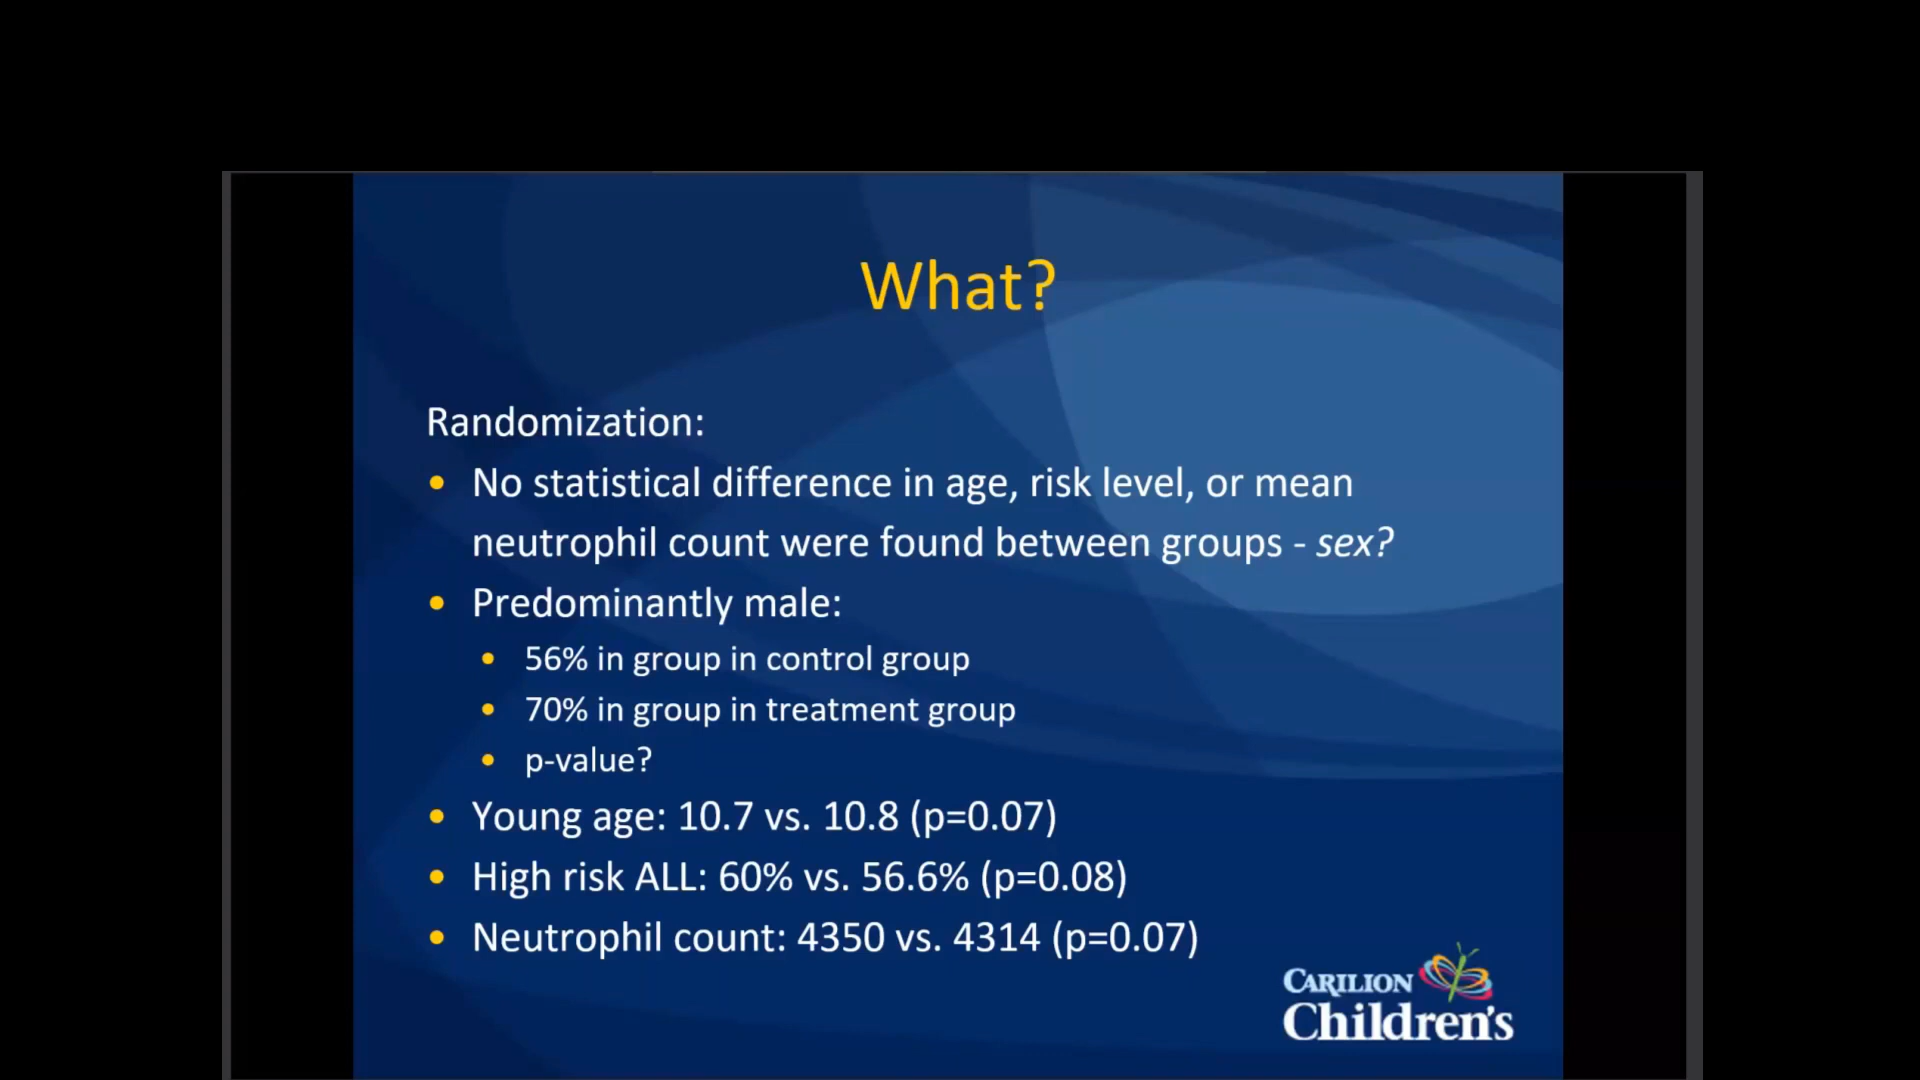 What?
Randomization:
• No statistical difference in age, risk level, or mean
neutrophil count were found between groups - sex?
• Predominantly male:
• 56% in group in control group
• 70% in group in treatment group
• p-value?
• Young age: 10.7 vs. 10.8 (p=0.07)
• High risk ALL: 60% vs. 56.6% (p=0.08)
• Neutrophil count: 4350 vs. 4314 (p=0.07)
CARILION
Children's